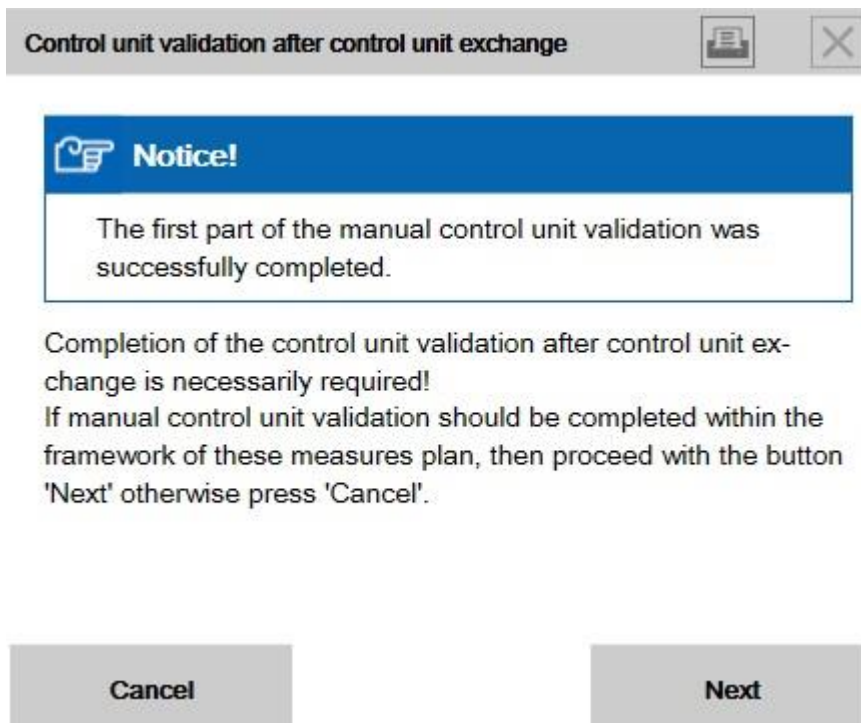 Control unit validation after control unit exchange
Notice!
The first part of the manual control unit validation was
successfully completed.
Completion of the control unit validation after control unit ex-
change is necessarily required!
If manual control unit validation should be completed within the
framework of these measures plan, then proceed with the button
'Next' otherwise press 'Cancel'.
Cancel
Next